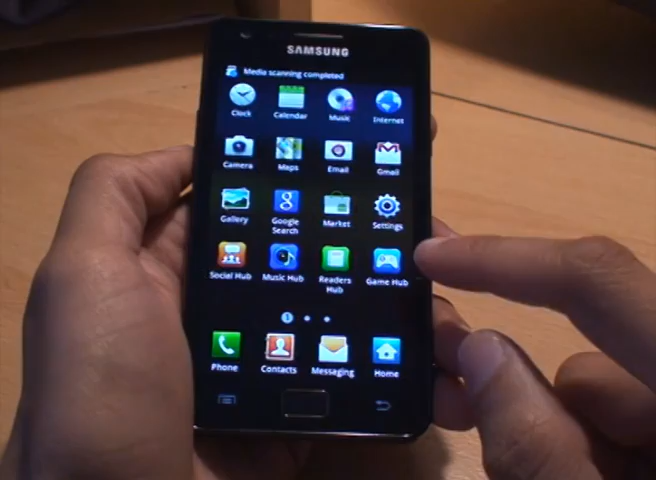 SAMSUNG
Media scanning completed
Clock Calendar Music Internet
Camera Maps Email Gmail
Gallery Google Search Market Settings
Social Hub Music Hub Readers Hub Game Hub
1
Phone Contacts Messaging Home